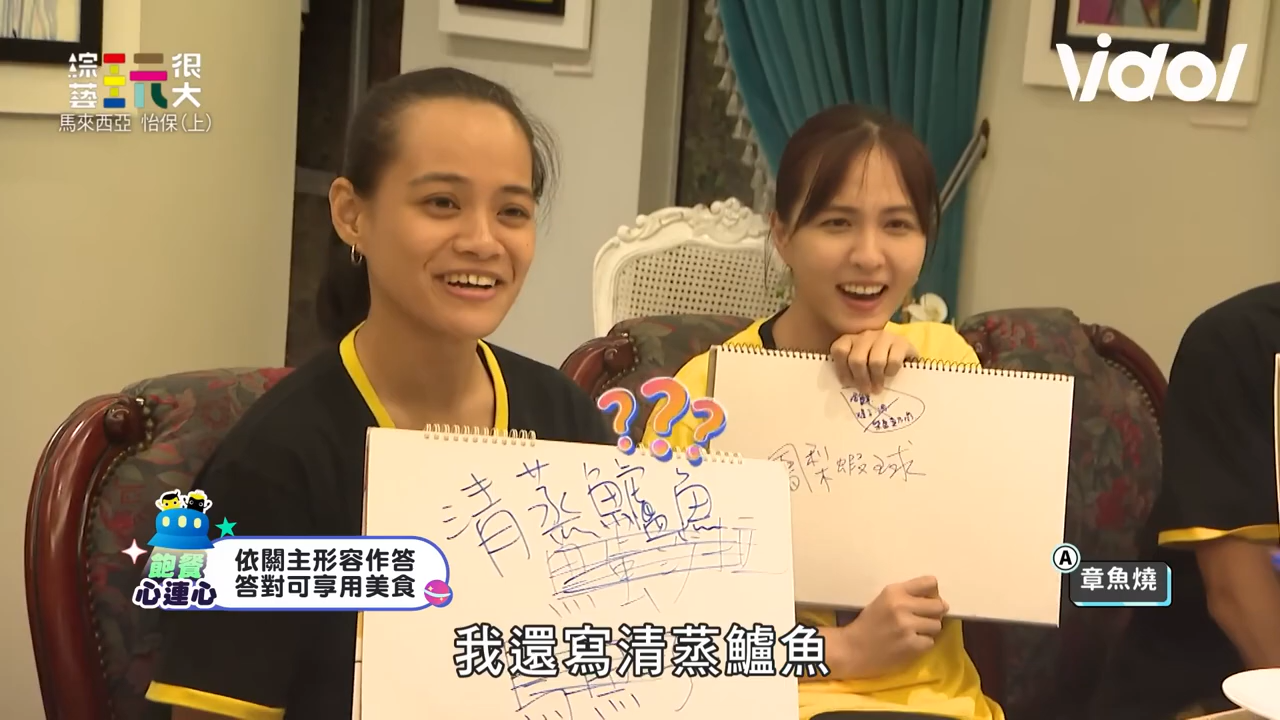 綜藝玩很大
馬來西亞 怡保(上)
Vidol
???
清蒸鱸魚
鳳梨蝦球
飽餐
心連心
依關主形容作答
答對可享用美食
A
章魚燒
我還寫清蒸鱸魚